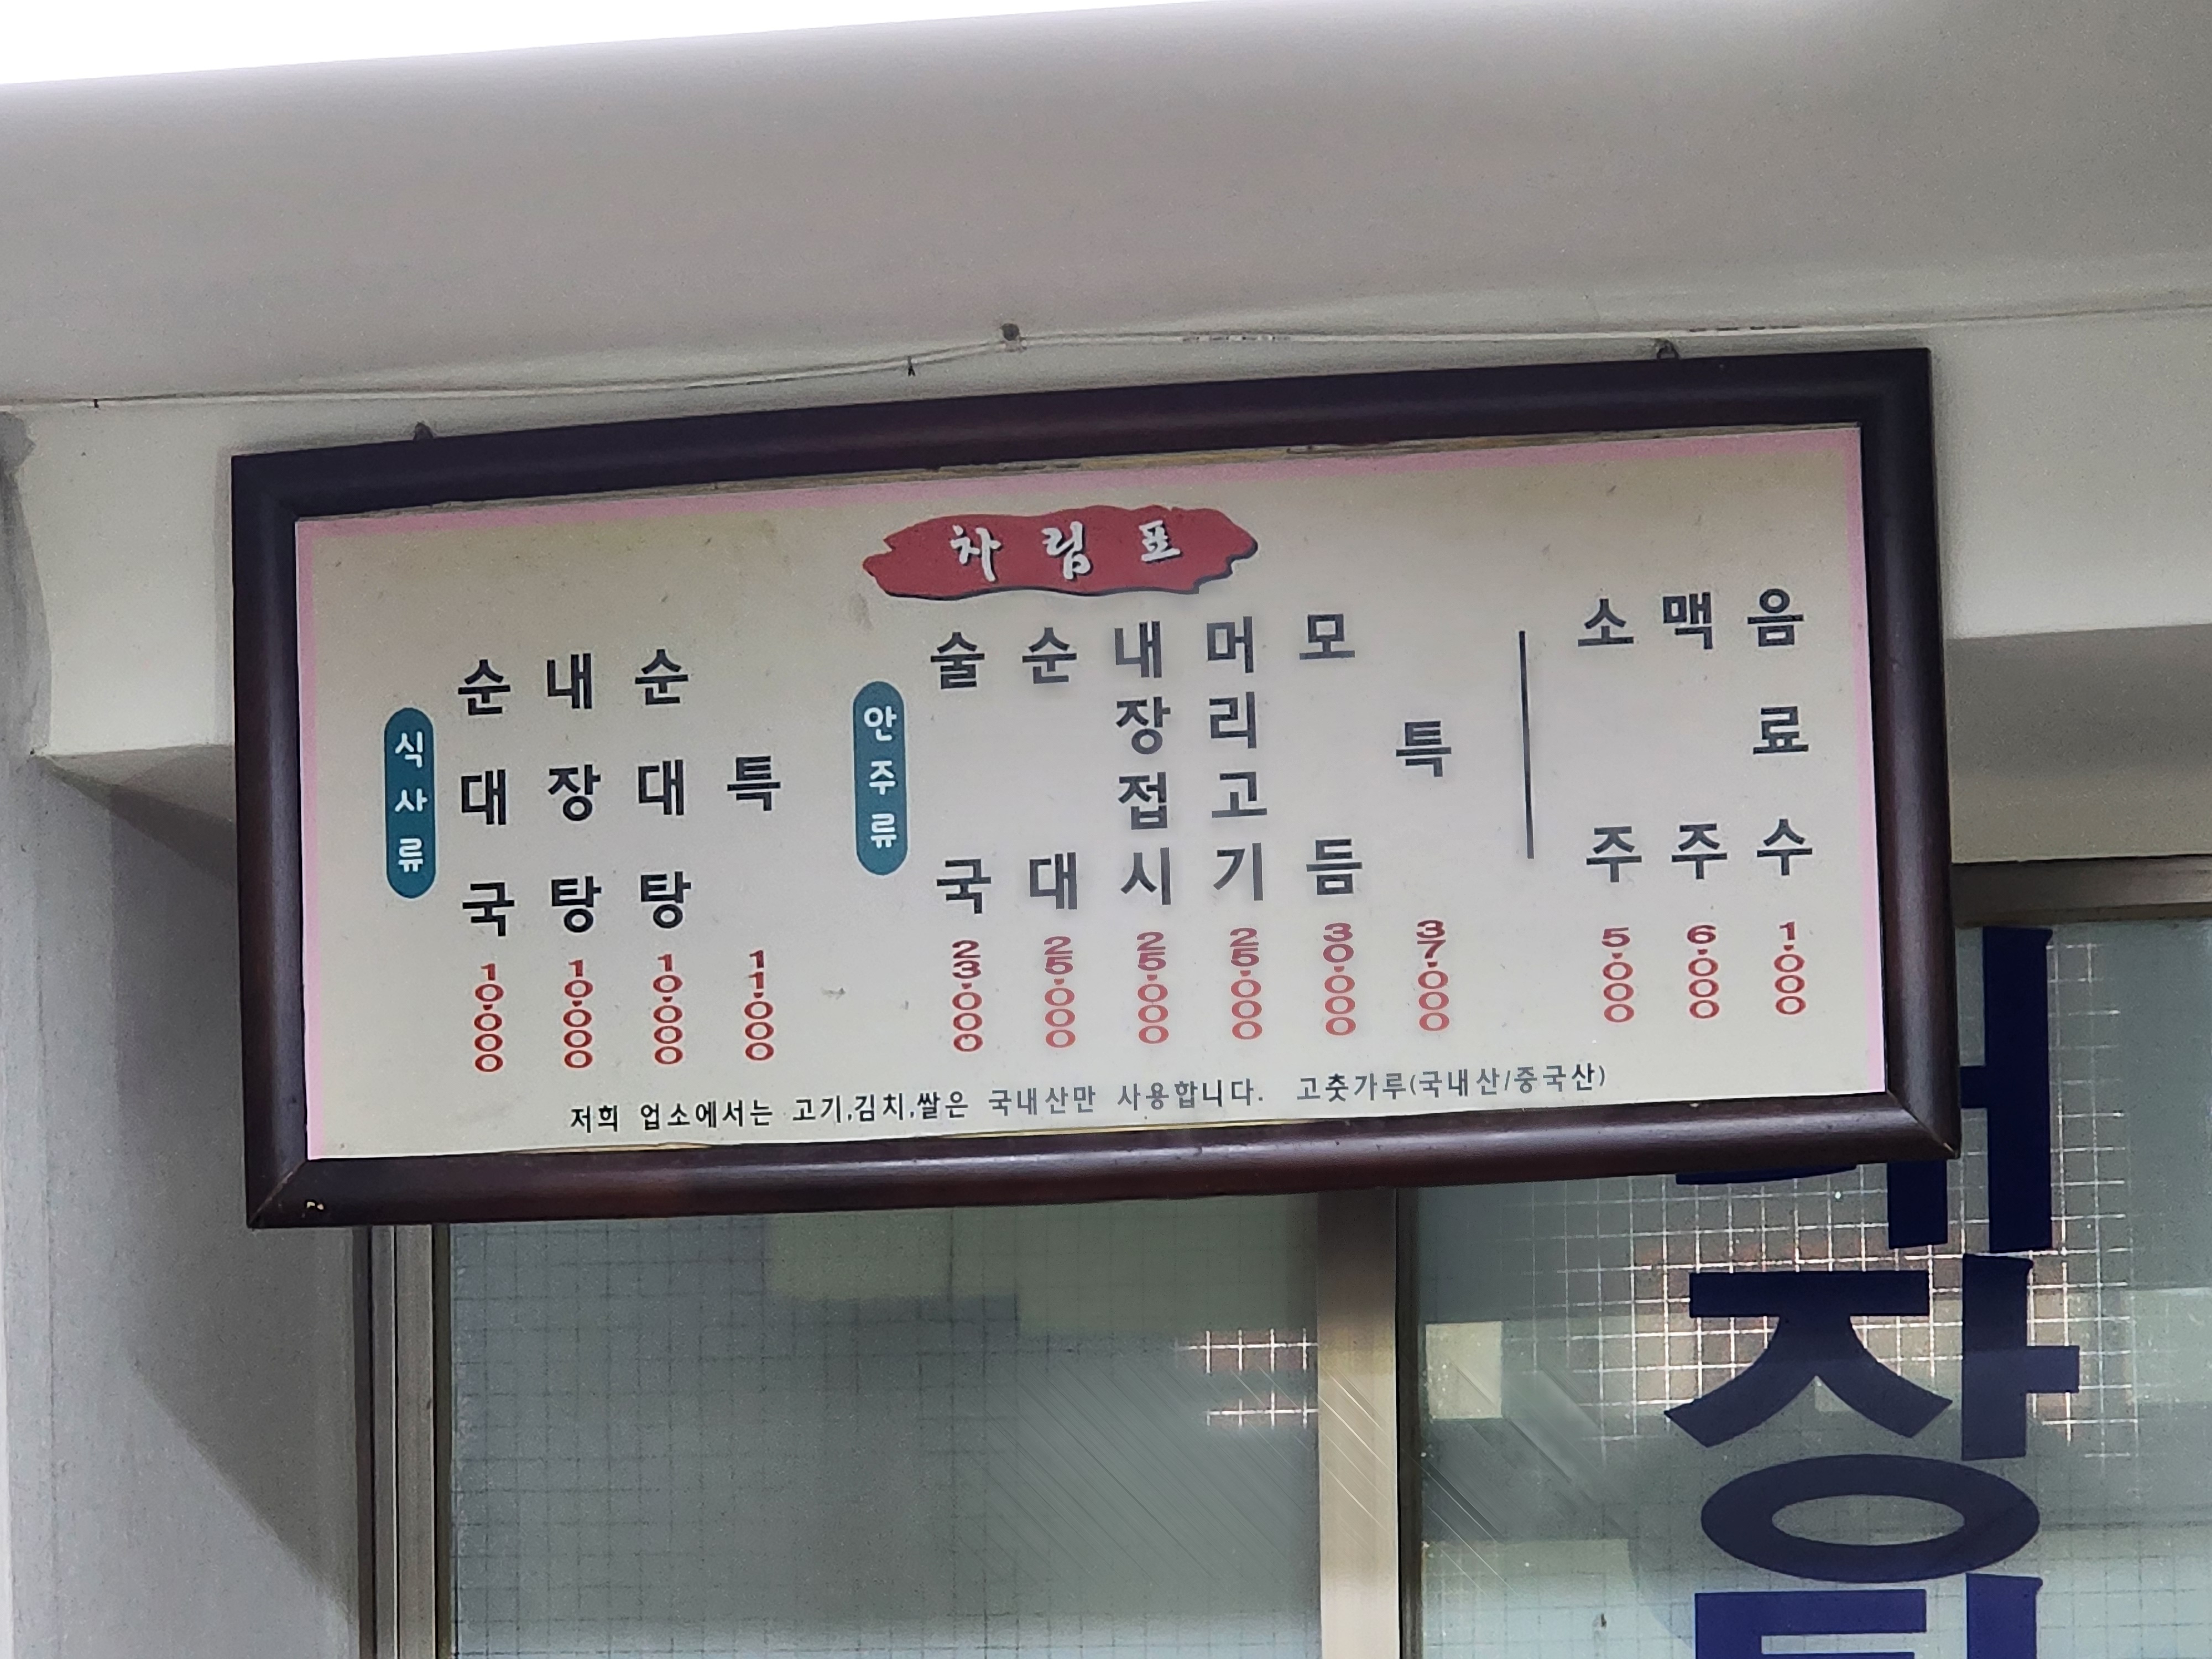 차림표
식사류
순대국 10,000
내장탕 10,000
순대탕 10,000
특 11,000
안주류
술국 23,000
순대 25,000
내장접시 25,000
머리고기 25,000
모듬 30,000
특 37,000
소주 5,000
맥주 6,000
음료수 1,000
저희 업소에서는 고기,김치,쌀은 국내산만 사용합니다. 고춧가루(국내산/중국산)
장